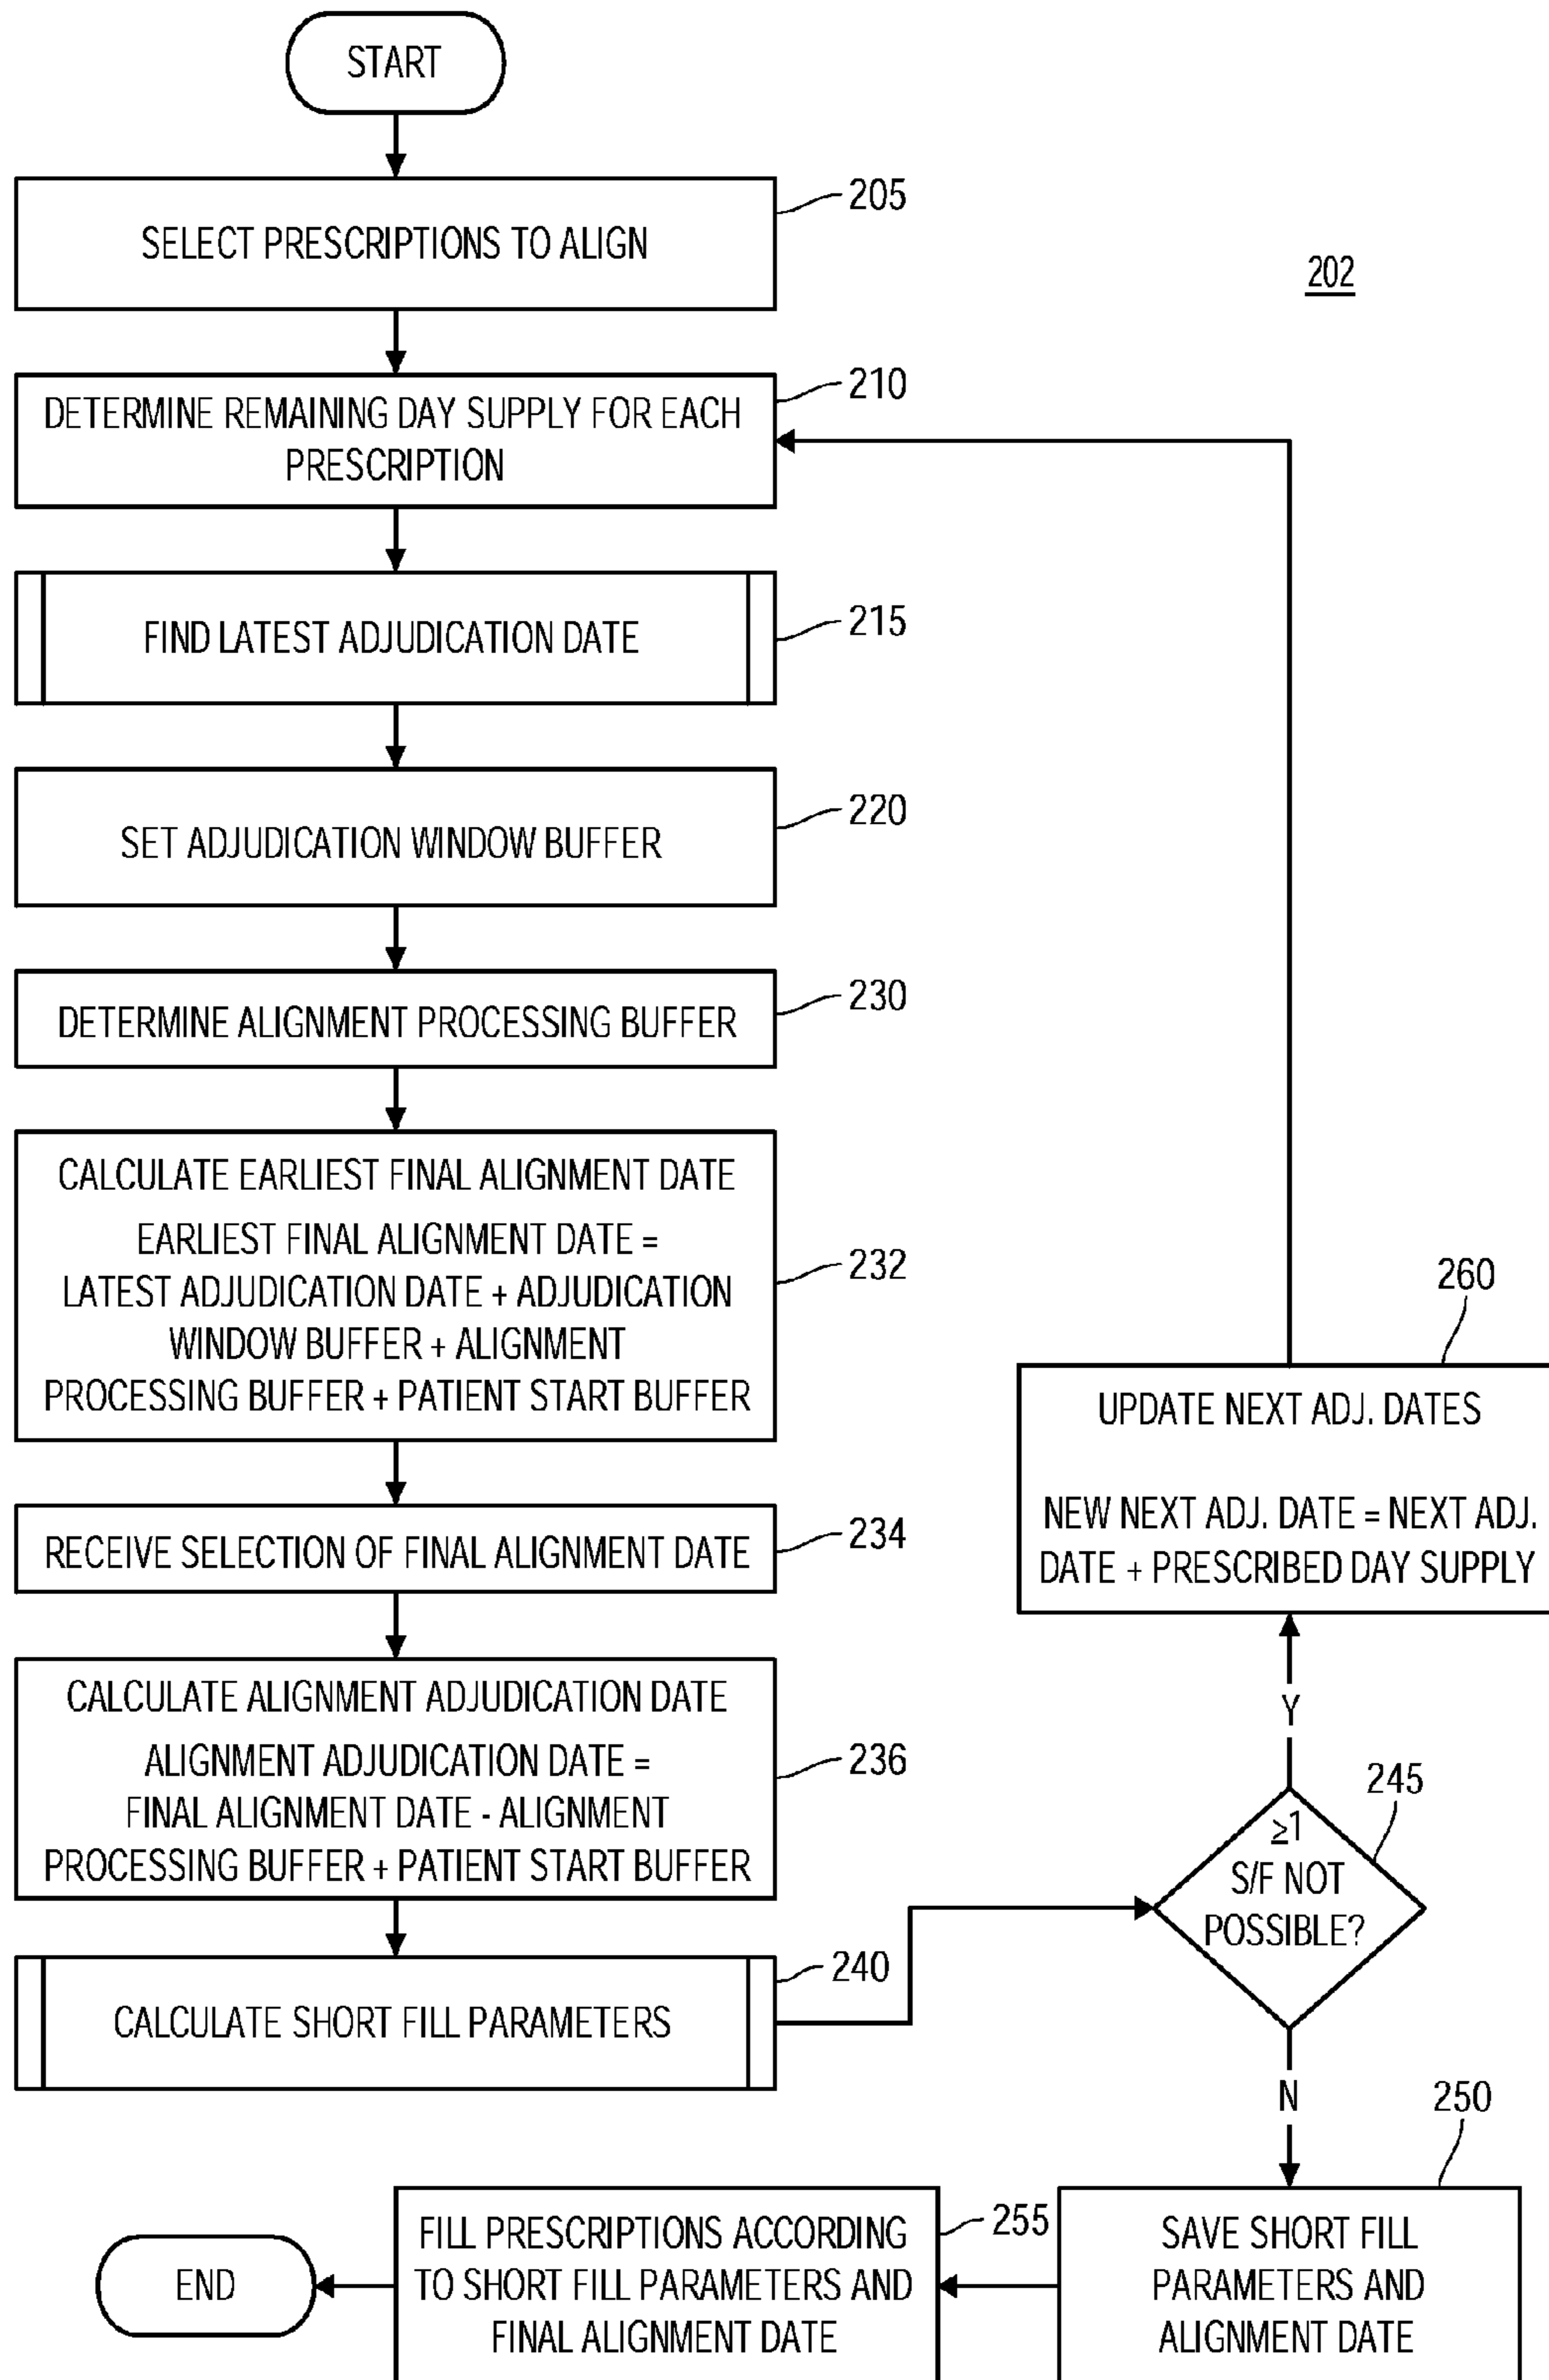 START
SELECT PRESCRIPTIONS TO ALIGN
205
202
DETERMINE REMAINING DAY SUPPLY FOR EACH
PRESCRIPTION
210
FIND LATEST ADJUDICATION DATE
215
SET ADJUDICATION WINDOW BUFFER
220
DETERMINE ALIGNMENT PROCESSING BUFFER
230
CALCULATE EARLIEST FINAL ALIGNMENT DATE
EARLIEST FINAL ALIGNMENT DATE =
LATEST ADJUDICATION DATE + ADJUDICATION
WINDOW BUFFER + ALIGNMENT
PROCESSING BUFFER + PATIENT START BUFFER
232
RECEIVE SELECTION OF FINAL ALIGNMENT DATE
234
CALCULATE ALIGNMENT ADJUDICATION DATE
ALIGNMENT ADJUDICATION DATE =
FINAL ALIGNMENT DATE - ALIGNMENT
PROCESSING BUFFER + PATIENT START BUFFER
236
CALCULATE SHORT FILL PARAMETERS
240
≥1
S/F NOT
POSSIBLE?
245
Y
UPDATE NEXT ADJ. DATES
NEW NEXT ADJ. DATE = NEXT ADJ.
DATE + PRESCRIBED DAY SUPPLY
260
N
SAVE SHORT FILL
PARAMETERS AND
ALIGNMENT DATE
250
FILL PRESCRIPTIONS ACCORDING
TO SHORT FILL PARAMETERS AND
FINAL ALIGNMENT DATE
255
END